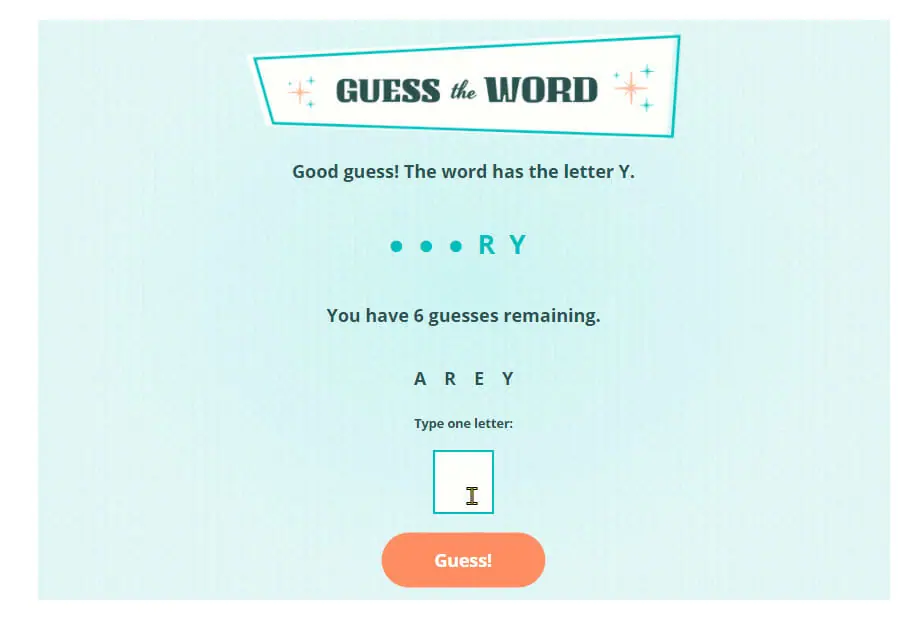 GUESS the WORD
Good guess! The word has the letter Y.
● ● ● R Y
You have 6 guesses remaining.
A R E Y
Type one letter:
Guess!